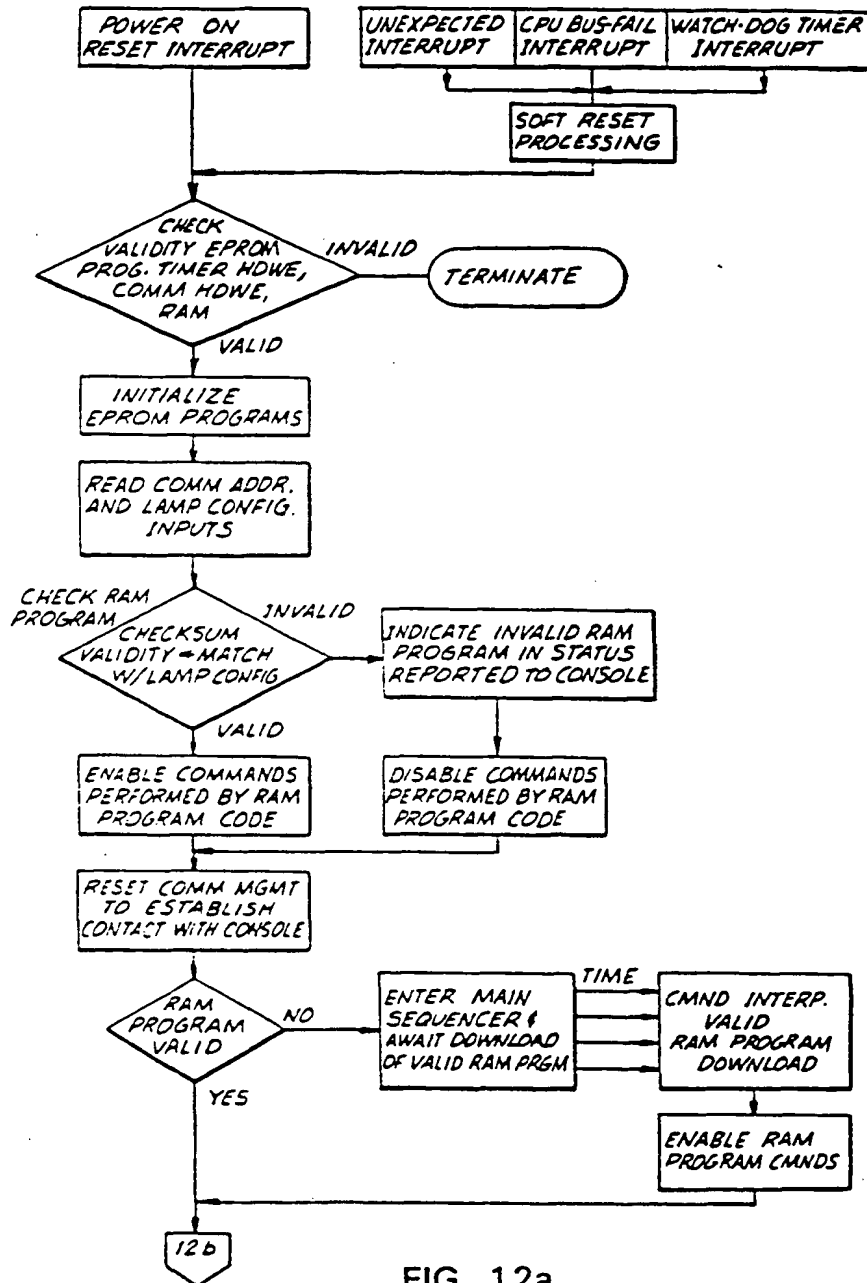 POWER ON
RESET INTERRUPT
UNEXPECTED
INTERRUPT
CPU BUS-FAIL
INTERRUPT
WATCH-DOG TIMER
INTERRUPT
SOFT RESET
PROCESSING
CHECK
VALIDITY EPROM
PROG. TIMER HDWE,
COMM HDWE,
RAM
INVALID
TERMINATE
VALID
INITIALIZE
EPROM PROGRAMS
READ COMM ADDR.
AND LAMP CONFIG.
INPUTS
CHECK RAM
PROGRAM
CHECKSUM
VALIDITY & MATCH
W/LAMP CONFIG
INVALID
INDICATE INVALID RAM
PROGRAM IN STATUS
REPORTED TO CONSOLE
VALID
ENABLE COMMANDS
PERFORMED BY RAM
PROGRAM CODE
DISABLE COMMANDS
PERFORMED BY RAM
PROGRAM CODE
RESET COMM MGMT
TO ESTABLISH
CONTACT WITH CONSOLE
RAM
PROGRAM
VALID
NO
ENTER MAIN
SEQUENCER &
AWAIT DOWNLOAD
OF VALID RAM PRGM
TIME
CMND INTERP.
VALID
RAM PROGRAM
DOWNLOAD
YES
ENABLE RAM
PROGRAM CMNDS
12b
FIG. 12a